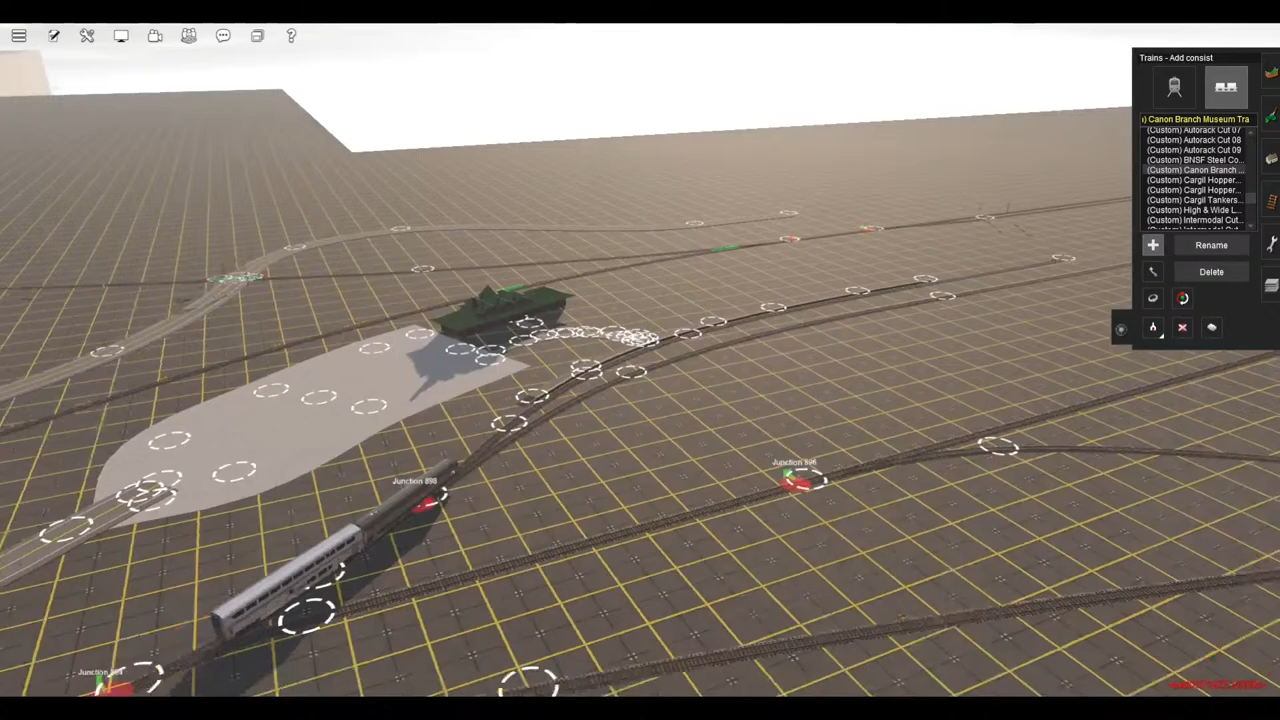 Trains - Add consist
) Canon Branch Museum Tra
(Custom) Autorack Cut 07
(Custom) Autorack Cut 08
(Custom) Autorack Cut 09
(Custom) BNSF Steel Co...
(Custom) Canon Branch ...
(Custom) Cargil Hopper...
(Custom) Cargil Hopper...
(Custom) Cargil Tankers...
(Custom) High & Wide L...
(Custom) Intermodal Cut...
Rename
Delete
Junction 896
Junction 898